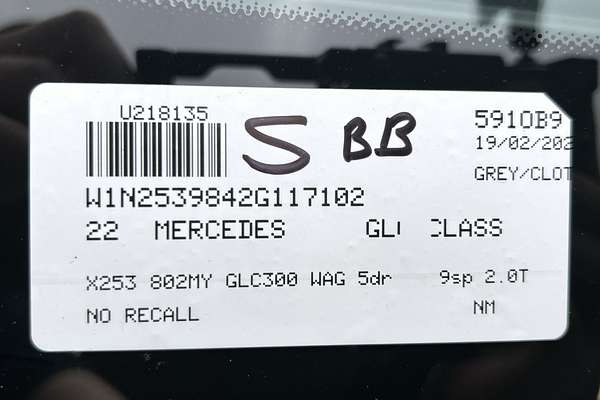 U218135
S BB
5910B9
19/02/202
GREY/CLOT
W1N2539842G117102
22 MERCEDES CLASS
X253 802MY GLC300 WAG 5dr 9sp 2.0T
NO RECALL NM